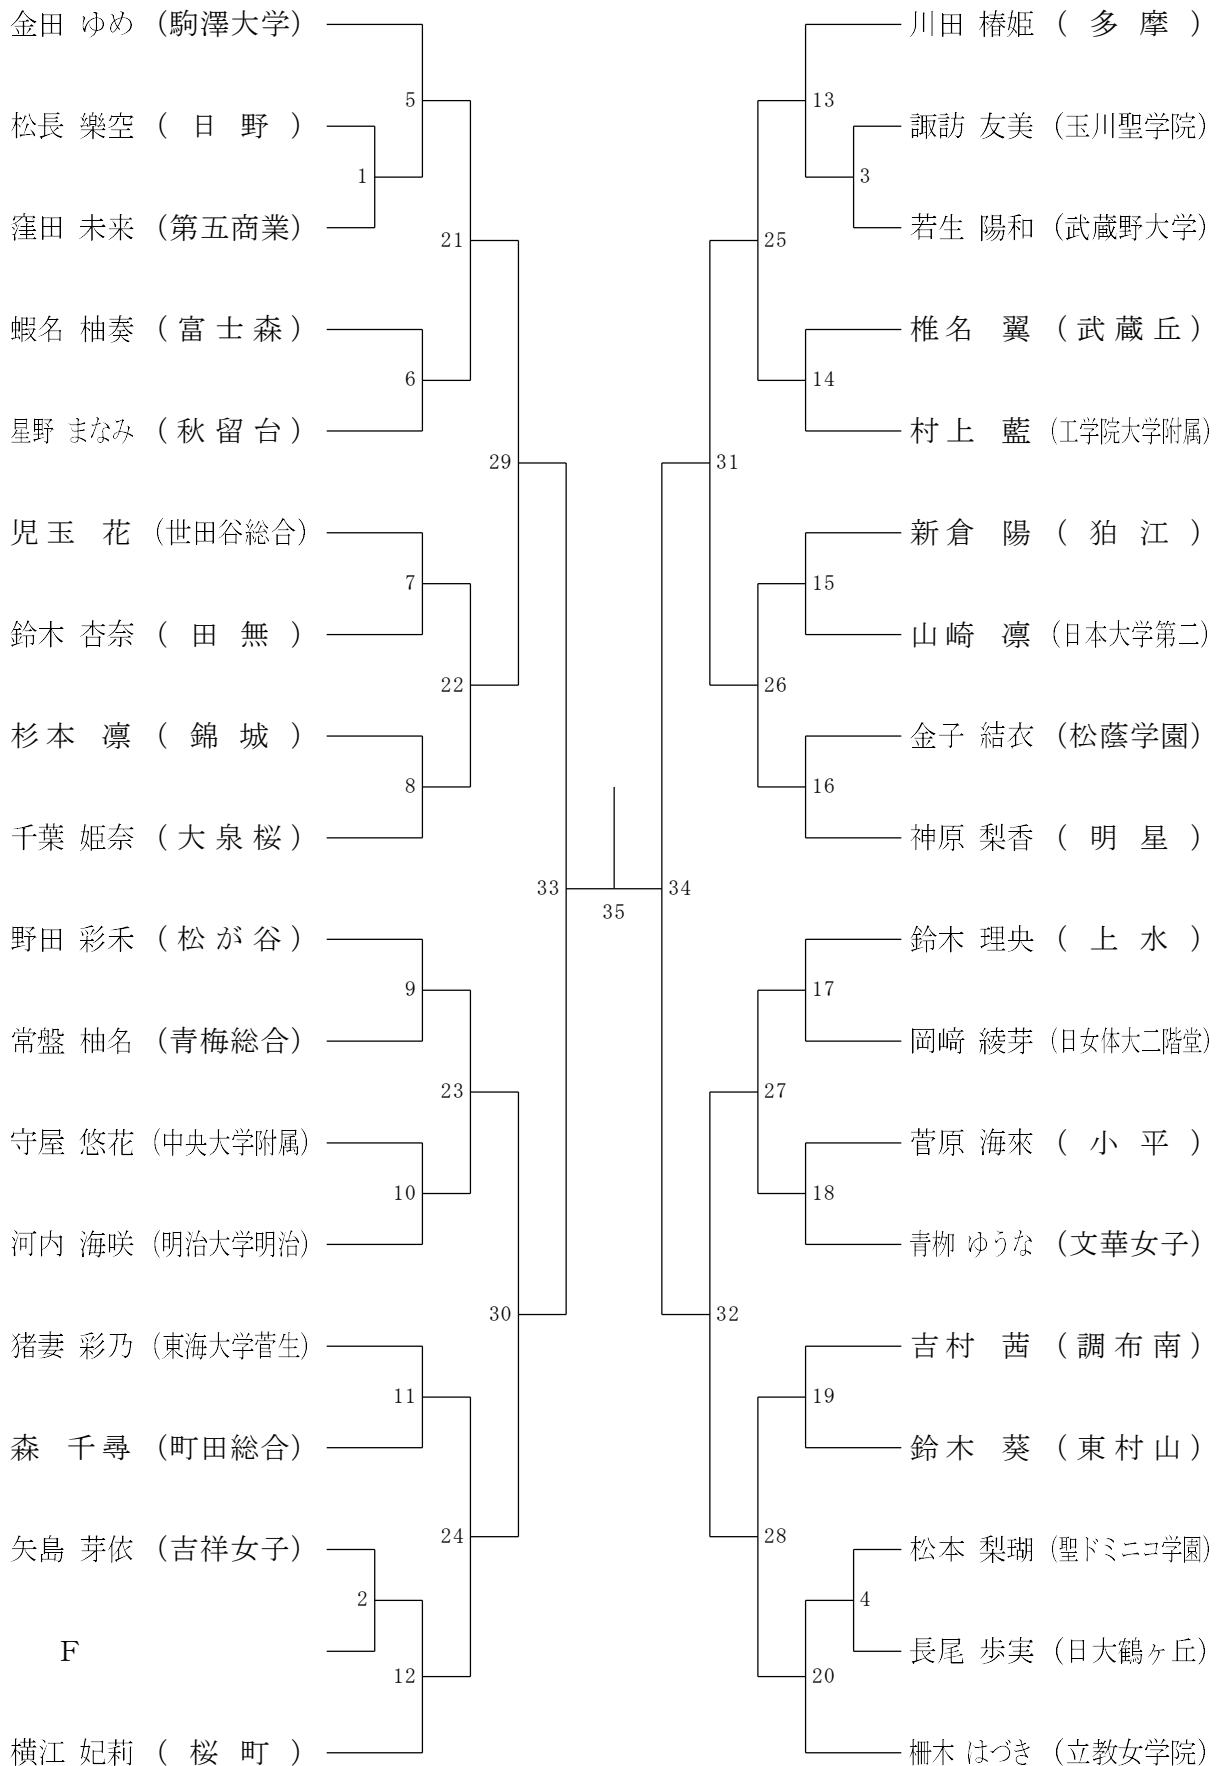 金田 ゆめ (駒澤大学)
松長 樂空 ( 日 野 )
窪田 未来 (第五商業)
蝦名 柚奏 ( 富 士 森 )
星野 まなみ ( 秋 留 台 )
児 玉 花 (世田谷総合)
鈴木 杏奈 ( 田 無 )
杉 本 凛 ( 錦 城 )
千葉 姫奈 ( 大 泉 桜 )
野田 彩禾 ( 松 が 谷 )
常盤 柚名 (青梅総合)
守屋 悠花 (中央大学附属)
河内 海咲 (明治大学明治)
猪妻 彩乃 (東海大学菅生)
森 千 尋 (町田総合)
矢島 芽依 (吉祥女子)
F
横江 妃莉 ( 桜 町 )
1
2
5
6
7
8
9
10
11
12
21
22
23
24
29
30
33
35
34
31
32
25
26
27
28
13
14
15
16
17
18
19
20
3
4
川田 椿姫 ( 多 摩 )
諏訪 友美 (玉川聖学院)
若生 陽和 (武蔵野大学)
椎 名 翼 ( 武 蔵 丘 )
村 上 藍 (工学院大学附属)
新 倉 陽 ( 狛 江 )
山 崎 凛 (日本大学第二)
金子 結衣 (松蔭学園)
神原 梨香 ( 明 星 )
鈴木 理央 ( 上 水 )
岡﨑 綾芽 (日女体大二階堂)
菅原 海來 ( 小 平 )
青栁 ゆうな (文華女子)
吉 村 茜 ( 調 布 南 )
鈴 木 葵 ( 東 村 山 )
松本 梨瑚 (聖ドミニコ学園)
長尾 歩実 (日大鶴ヶ丘)
柵木 はづき (立教女学院)